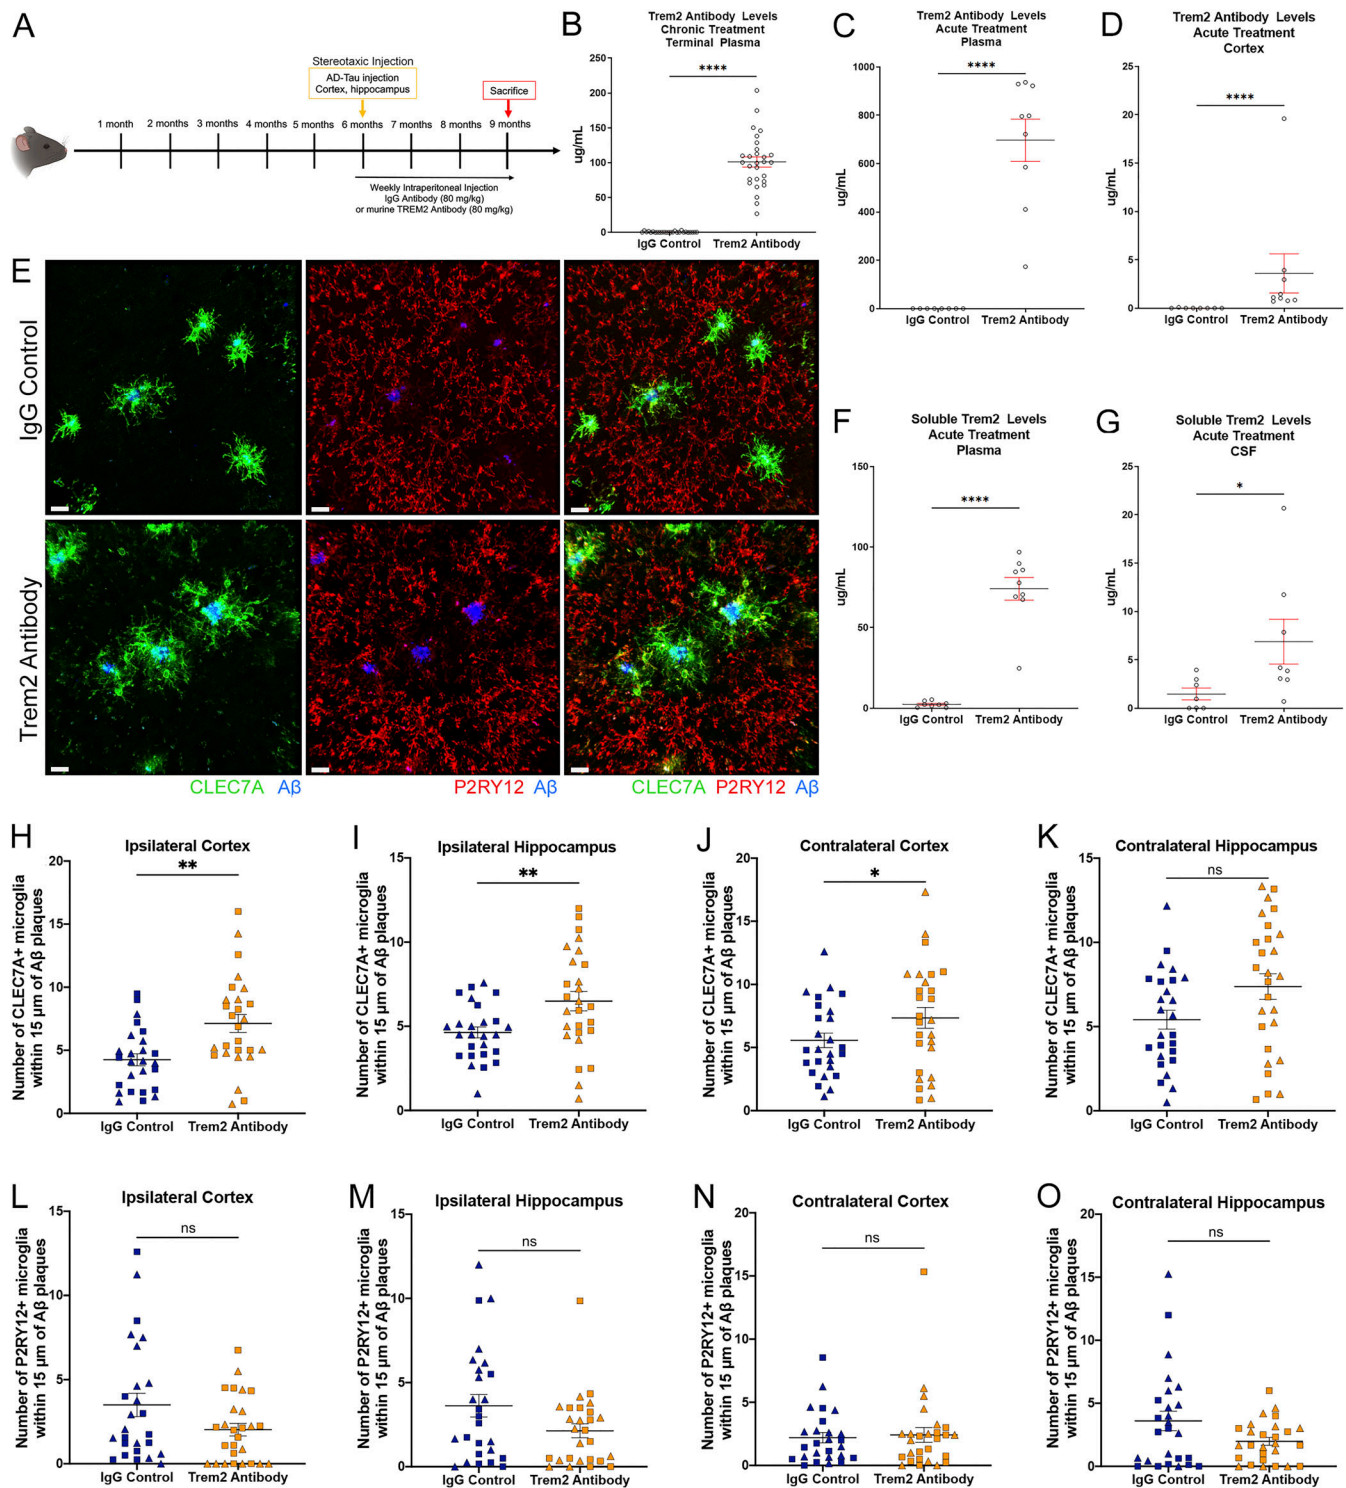 A
Stereotaxic Injection
AD-Tau injection
Cortex, hippocampus
Sacrifice
1 month
2 months
3 months
4 months
5 months
6 months
7 months
8 months
9 months
Weekly Intraperitoneal Injection
IgG Antibody (80 mg/kg)
or murine TREM2 Antibody (80 mg/kg)
B
Trem2 Antibody Levels
Chronic Treatment
Terminal Plasma
ug/mL
250
200
150
100
50
0
****
IgG Control
Trem2 Antibody
C
Trem2 Antibody Levels
Acute Treatment
Plasma
ug/mL
1000
800
600
400
200
0
****
IgG Control
Trem2 Antibody
D
Trem2 Antibody Levels
Acute Treatment
Cortex
ug/mL
25
20
15
10
5
0
****
IgG Control
Trem2 Antibody
E
IgG Control
Trem2 Antibody
CLEC7A Aβ
P2RY12 Aβ
CLEC7A P2RY12 Aβ
F
Soluble Trem2 Levels
Acute Treatment
Plasma
ug/mL
150
100
50
0
****
IgG Control
Trem2 Antibody
G
Soluble Trem2 Levels
Acute Treatment
CSF
ug/mL
25
20
15
10
5
0
*
IgG Control
Trem2 Antibody
H
Ipsilateral Cortex
Number of CLEC7A+ microglia
within 15 µm of Aβ plaques
20
15
10
5
0
**
IgG Control
Trem2 Antibody
I
Ipsilateral Hippocampus
Number of CLEC7A+ microglia
within 15 µm of Aβ plaques
15
10
5
0
**
IgG Control
Trem2 Antibody
J
Contralateral Cortex
Number of CLEC7A+ microglia
within 15 µm of Aβ plaques
20
15
10
5
0
*
IgG Control
Trem2 Antibody
K
Contralateral Hippocampus
Number of CLEC7A+ microglia
within 15 µm of Aβ plaques
15
10
5
0
ns
IgG Control
Trem2 Antibody
L
Ipsilateral Cortex
Number of P2RY12+ microglia
within 15 µm of Aβ plaques
15
10
5
0
ns
IgG Control
Trem2 Antibody
M
Ipsilateral Hippocampus
Number of P2RY12+ microglia
within 15 µm of Aβ plaques
15
10
5
0
ns
IgG Control
Trem2 Antibody
N
Contralateral Cortex
Number of P2RY12+ microglia
within 15 µm of Aβ plaques
20
15
10
5
0
ns
IgG Control
Trem2 Antibody
O
Contralateral Hippocampus
Number of P2RY12+ microglia
within 15 µm of Aβ plaques
20
15
10
5
0
ns
IgG Control
Trem2 Antibody